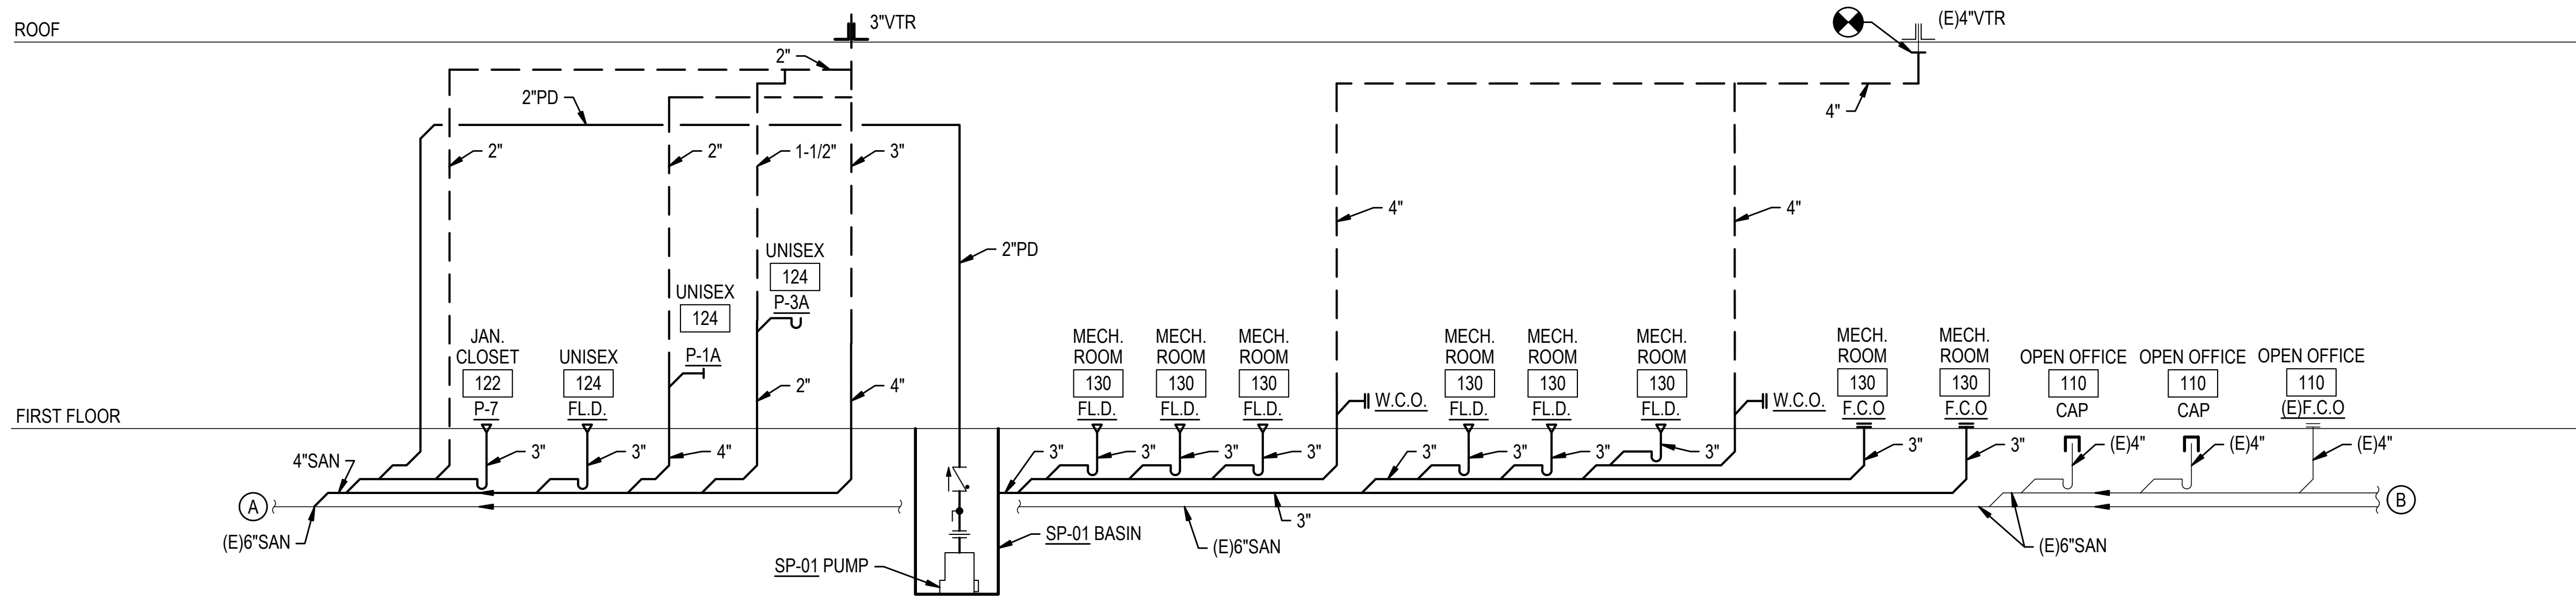 ROOF
3"VTR
(E)4"VTR
2"
2"PD
4"
2"
2"
1-1/2"
3"
4"
4"
2"PD
UNISEX
124
P-3A
UNISEX
124
P-1A
JAN.
CLOSET
122
P-7
UNISEX
124
FL.D.
2"
4"
MECH.
ROOM
130
FL.D.
MECH.
ROOM
130
FL.D.
MECH.
ROOM
130
FL.D.
W.C.O.
MECH.
ROOM
130
FL.D.
MECH.
ROOM
130
FL.D.
MECH.
ROOM
130
FL.D.
W.C.O.
MECH.
ROOM
130
F.C.O
MECH.
ROOM
130
F.C.O
OPEN OFFICE
110
CAP
OPEN OFFICE
110
CAP
OPEN OFFICE
110
(E)F.C.O
FIRST FLOOR
4"SAN
3"
3"
4"
3"
3"
3"
3"
3"
3"
3"
3"
3"
3"
(E)4"
(E)4"
(E)4"
A
B
(E)6"SAN
3"
(E)6"SAN
(E)6"SAN
SP-01 BASIN
SP-01 PUMP